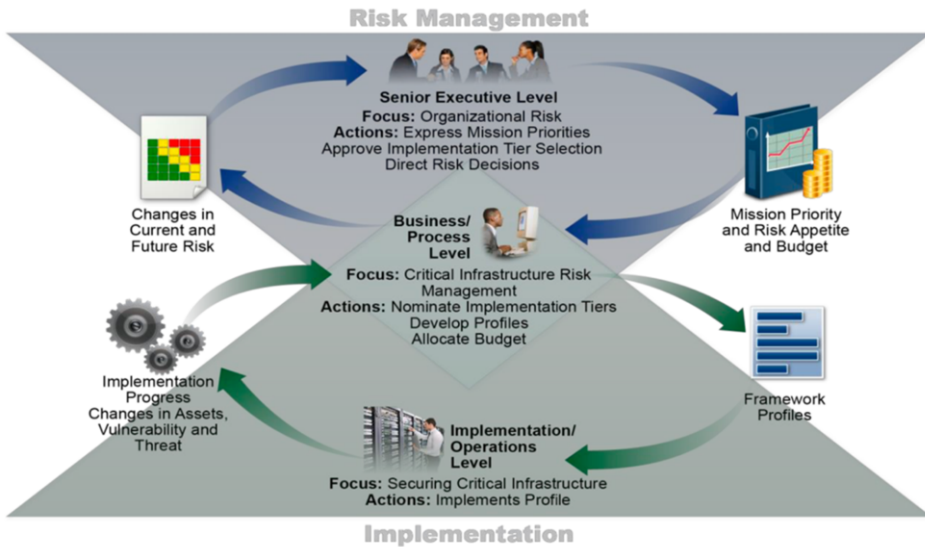 Risk Management
Senior Executive Level
Focus: Organizational Risk
Actions: Express Mission Priorities
Approve Implementation Tier Selection
Direct Risk Decisions
Changes in
Current and
Future Risk
Mission Priority
and Risk Appetite
and Budget
Business/
Process
Level
Focus: Critical Infrastructure Risk
Management
Actions: Nominate Implementation Tiers
Develop Profiles
Allocate Budget
Implementation
Progress
Changes in Assets,
Vulnerability and
Threat
Framework
Profiles
Implementation/
Operations
Level
Focus: Securing Critical Infrastructure
Actions: Implements Profile
Implementation